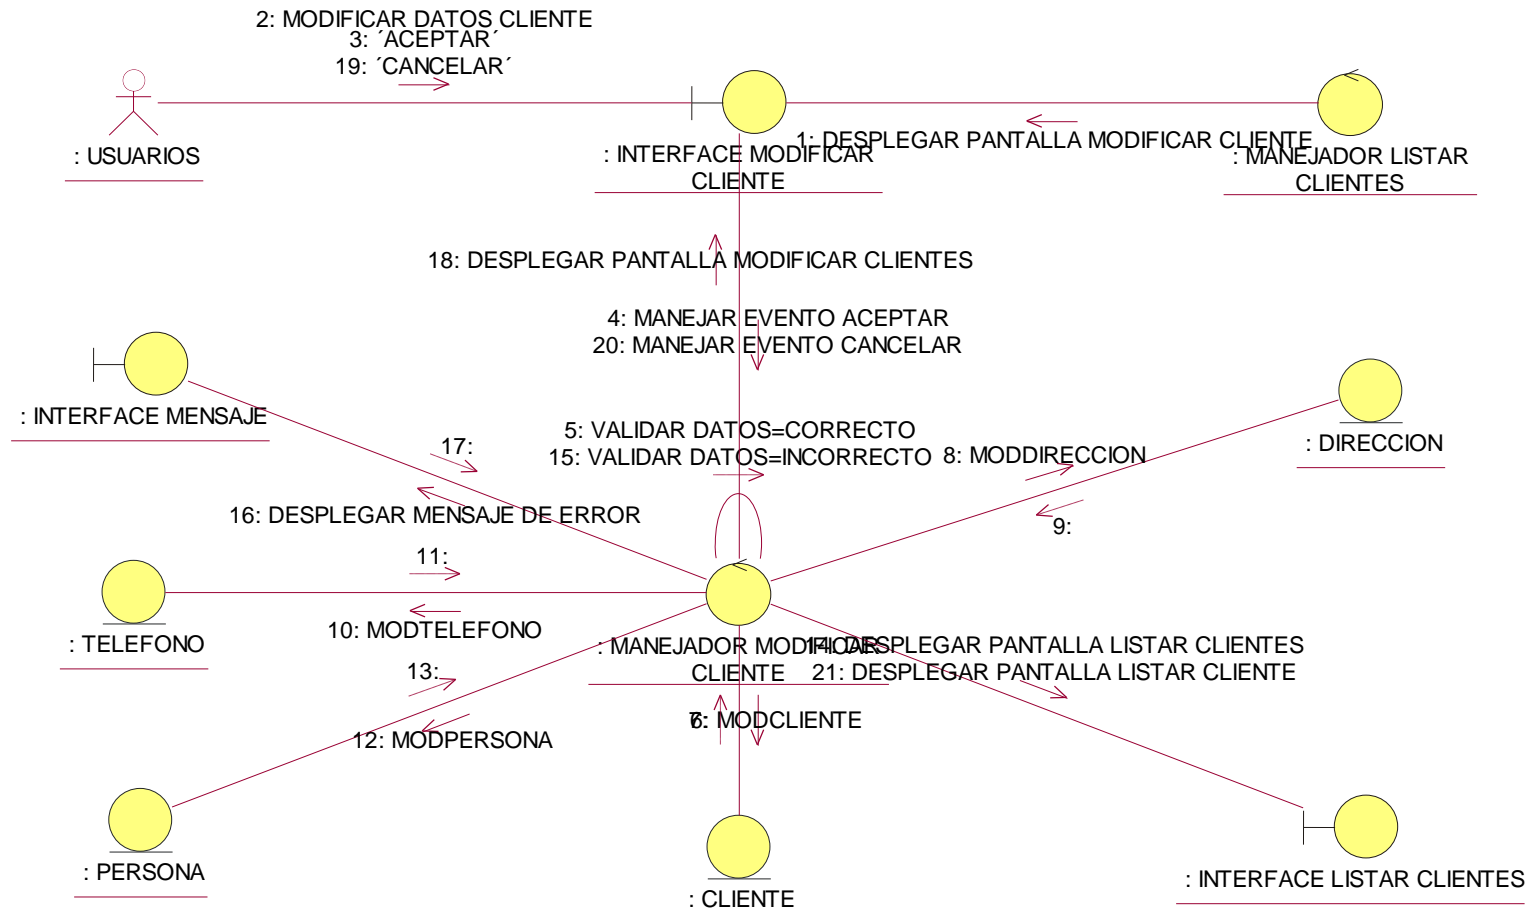 2: MODIFICAR DATOS CLIENTE
3: ´ACEPTAR´
19: ´CANCELAR´
1: DESPLEGAR PANTALLA MODIFICAR CLIENTE
: USUARIOS
: INTERFACE MODIFICAR
CLIENTE
: MANEJADOR LISTAR
CLIENTES
18: DESPLEGAR PANTALLA MODIFICAR CLIENTES
4: MANEJAR EVENTO ACEPTAR
20: MANEJAR EVENTO CANCELAR
: INTERFACE MENSAJE
5: VALIDAR DATOS=CORRECTO
15: VALIDAR DATOS=INCORRECTO
17:
8: MODDIRECCION
: DIRECCION
16: DESPLEGAR MENSAJE DE ERROR
9:
11:
10: MODTELEFONO
: TELEFONO
: MANEJADOR MODIFICAR
CLIENTE
14: DESPLEGAR PANTALLA LISTAR CLIENTES
21: DESPLEGAR PANTALLA LISTAR CLIENTE
13:
12: MODPERSONA
7:
6: MODCLIENTE
: PERSONA
: CLIENTE
: INTERFACE LISTAR CLIENTES